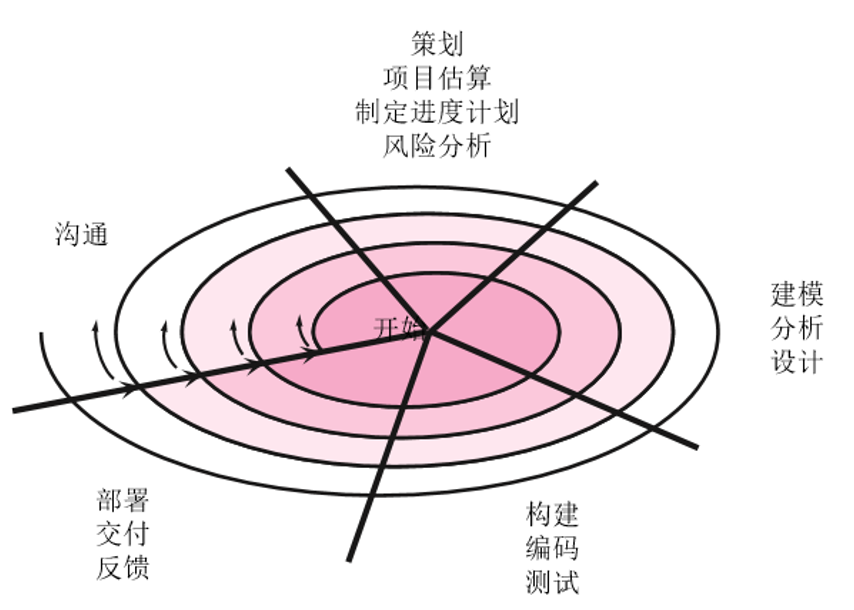 策划
项目估算
制定进度计划
风险分析
沟通
建模
分析
设计
开始
部署
交付
反馈
构建
编码
测试